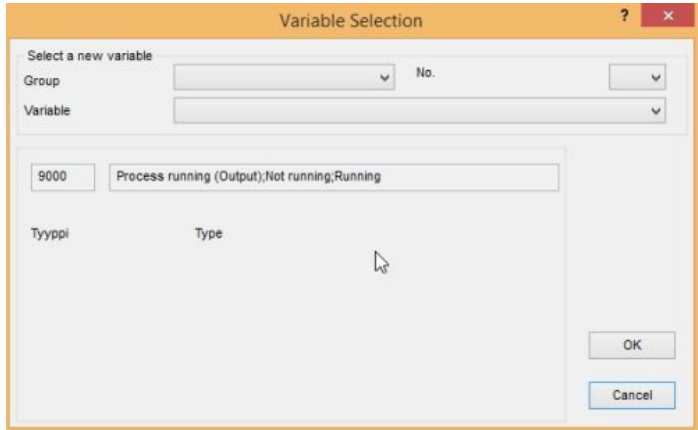 Variable Selection
?
Select a new variable
Group
No.
Variable
9000
Process running (Output);Not running;Running
Tyyppi
Type
OK
Cancel